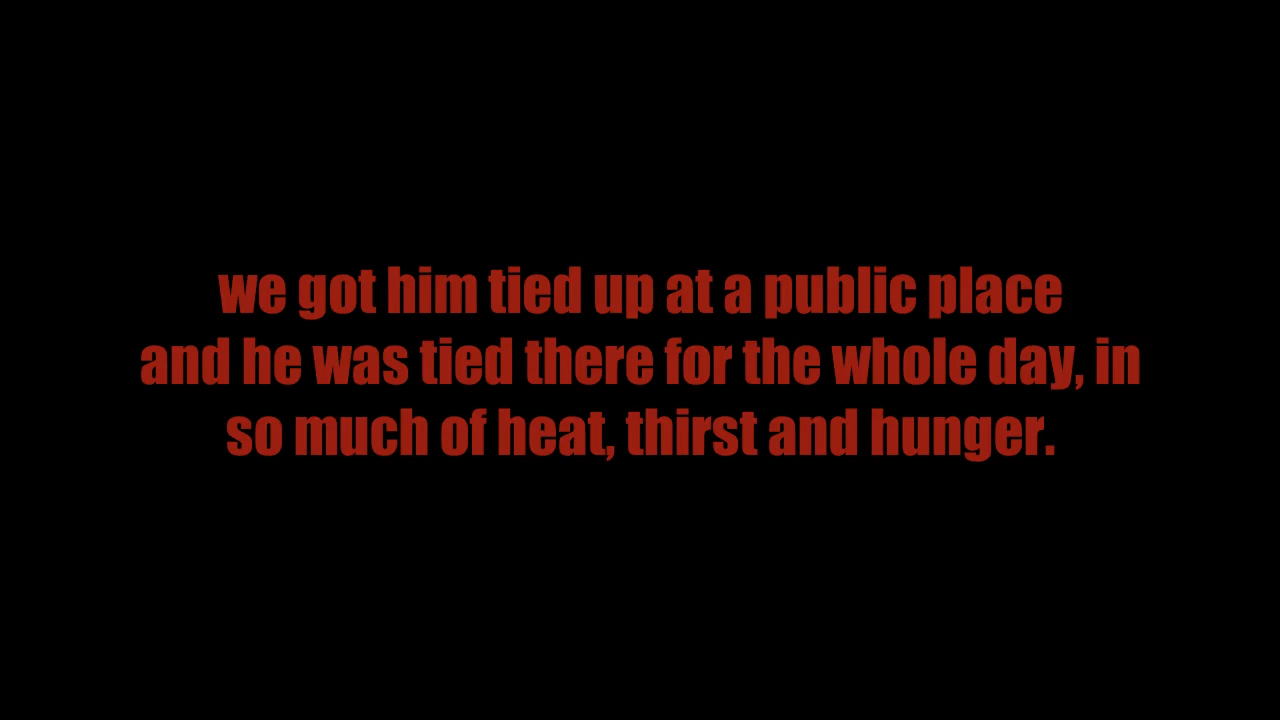 we got him tied up at a public place
and he was tied there for the whole day, in
so much of heat, thirst and hunger.